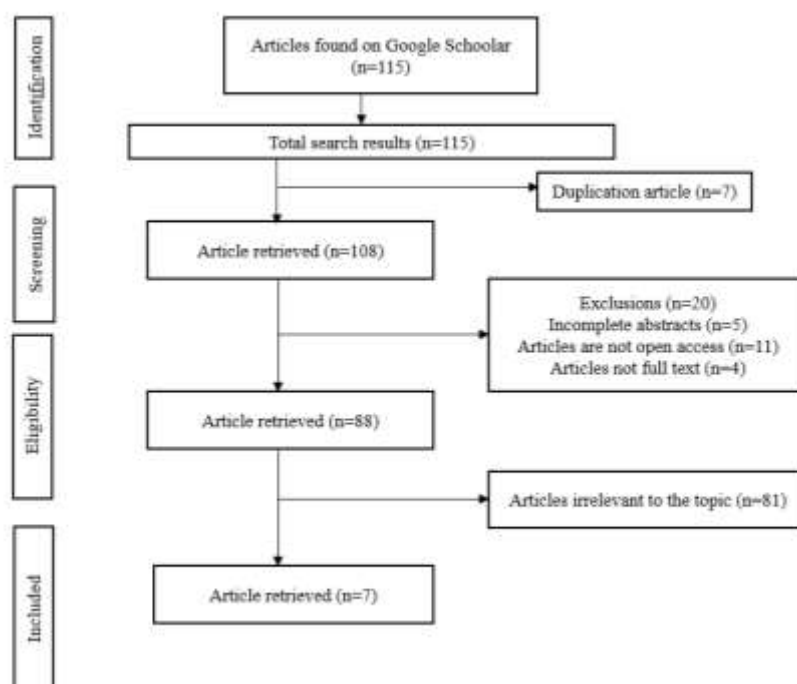 Identification
Articles found on Google Schoolar
(n=115)
Total search results (n=115)
Duplication article (n=7)
Screening
Article retrieved (n=108)
Exclusions (n=20)
Incomplete abstracts (n=5)
Articles are not open access (n=11)
Articles not full text (n=4)
Eligibility
Article retrieved (n=88)
Articles irrelevant to the topic (n=81)
Included
Article retrieved (n=7)